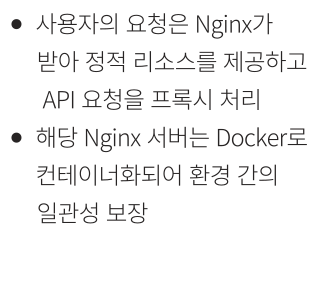 • 사용자의 요청은 Nginx가
받아 정적 리소스를 제공하고
API 요청을 프록시 처리
• 해당 Nginx 서버는 Docker로
컨테이너화되어 환경 간의
일관성 보장